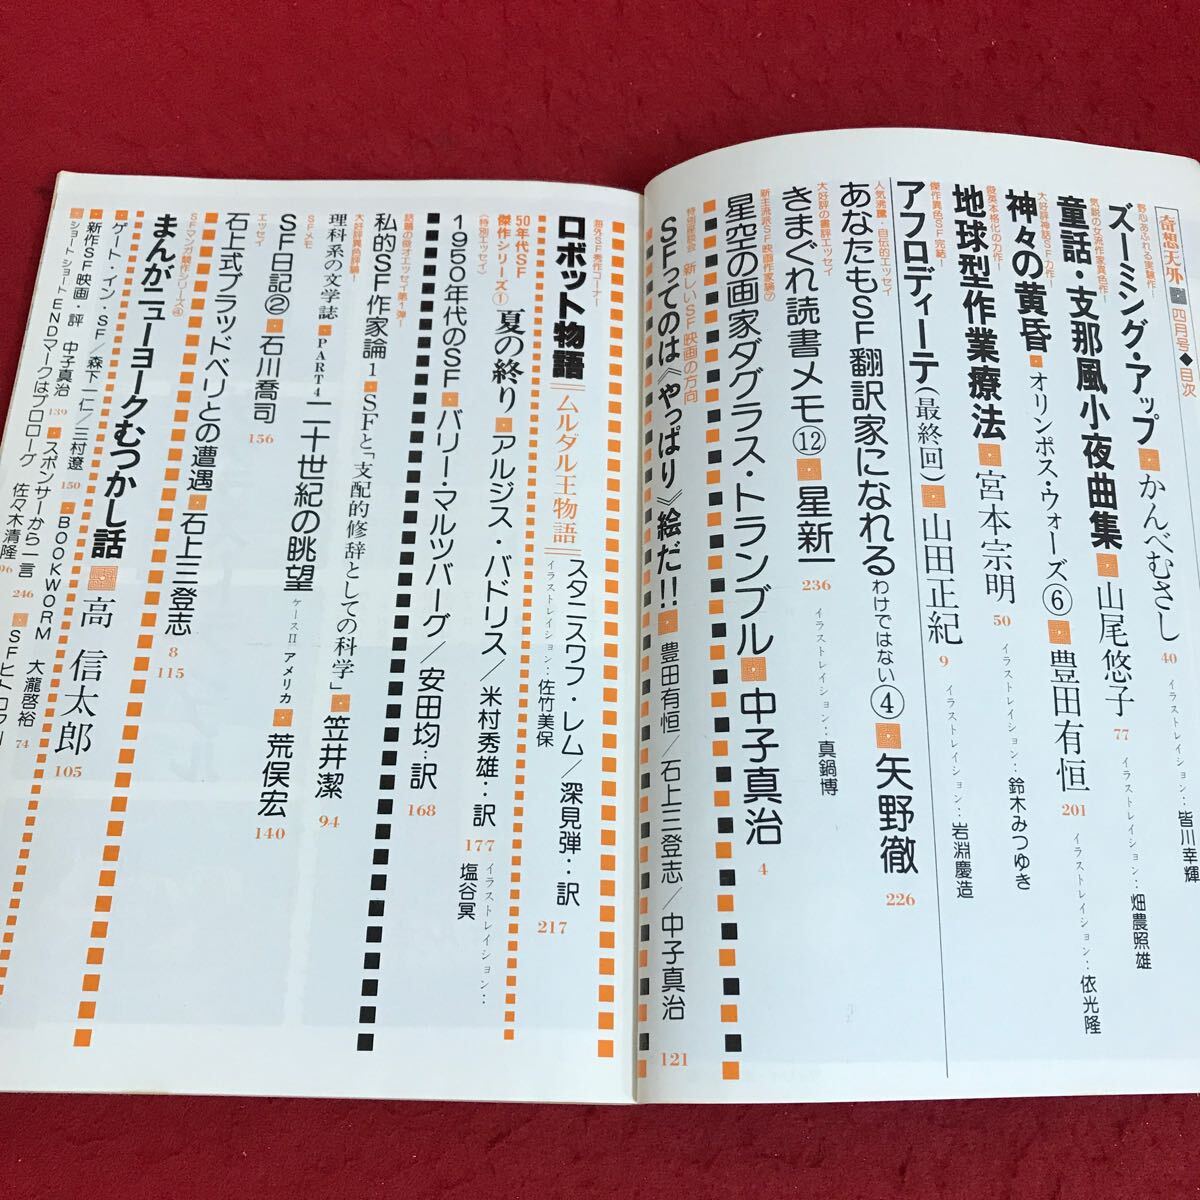 奇想天外 四月号◆目次
野心あふれる実験作!
ズーミング・アップ かんべむさし 40
イラストレイション:皆川幸輝
気鋭の女流作家異色作!
童話・支那風小夜曲集 山尾悠子 77
イラストレイション:畑農照雄
大好評神話SF力作!
神々の黄昏 オリンポス・ウォーズ⑥ 豊田有恒 201
イラストレイション:依光隆
俊英本格化の力作!
地球型作業療法 宮本宗明 50
イラストレイション:鈴木みつゆき
傑作異色SF・完結!
アフロディーテ(最終回) 山田正紀 9
イラストレイション:岩淵慶造
人気沸騰・自伝的エッセイ
あなたもSF翻訳家になれるわけではない④ 矢野徹 226
大好評の書評エッセイ
きまぐれ読書メモ⑫ 星新一 236
イラストレイション:真鍋博
新主流派SF映画作家論⑦
星空の画家ダグラス・トランブル 中子真治 4
特別座談会 新しいSF映画の方向
SFってのは《やっぱり》絵だ!! 豊田有恒/石上三登志/中子真治 121
海外SF秀作コーナー
ロボット物語 ムルダル王物語 スタニスワフ・レム/深見弾:訳 217
イラストレイション:佐竹美保
50年代SF傑作シリーズ①
夏の終り アルジス・バドリス/米村秀雄:訳 177
イラストレイション:塩谷冥
〈特別エッセイ〉
1950年代のSF バリー・マルツバーグ/安田均:訳 168
話題の俊才エッセイ第1弾!
私的SF作家論1 SFと「支配的修辞としての科学」 笠井潔 94
大好評異色評論!
理科系の文学誌 PART4 二十世紀の眺望 ケースII アメリカ 荒俣宏 140
SFメモ
SF日記② 石川喬司 156
エッセイ
石上式ブラッドベリとの遭遇 石上三登志 8 115
SFマンガ競作シリーズ④
まんがニューヨークむつかし話 高信太郎 105
ゲート・イン・SF/森下一仁/三村遼 150 BOOKWORM 大瀧啓裕 74
新作SF映画・評 中子真治 139 スポンサーから一言 246 SFヒトコマ
ショートショート ENDマークはプロローグ 佐々木清隆 96